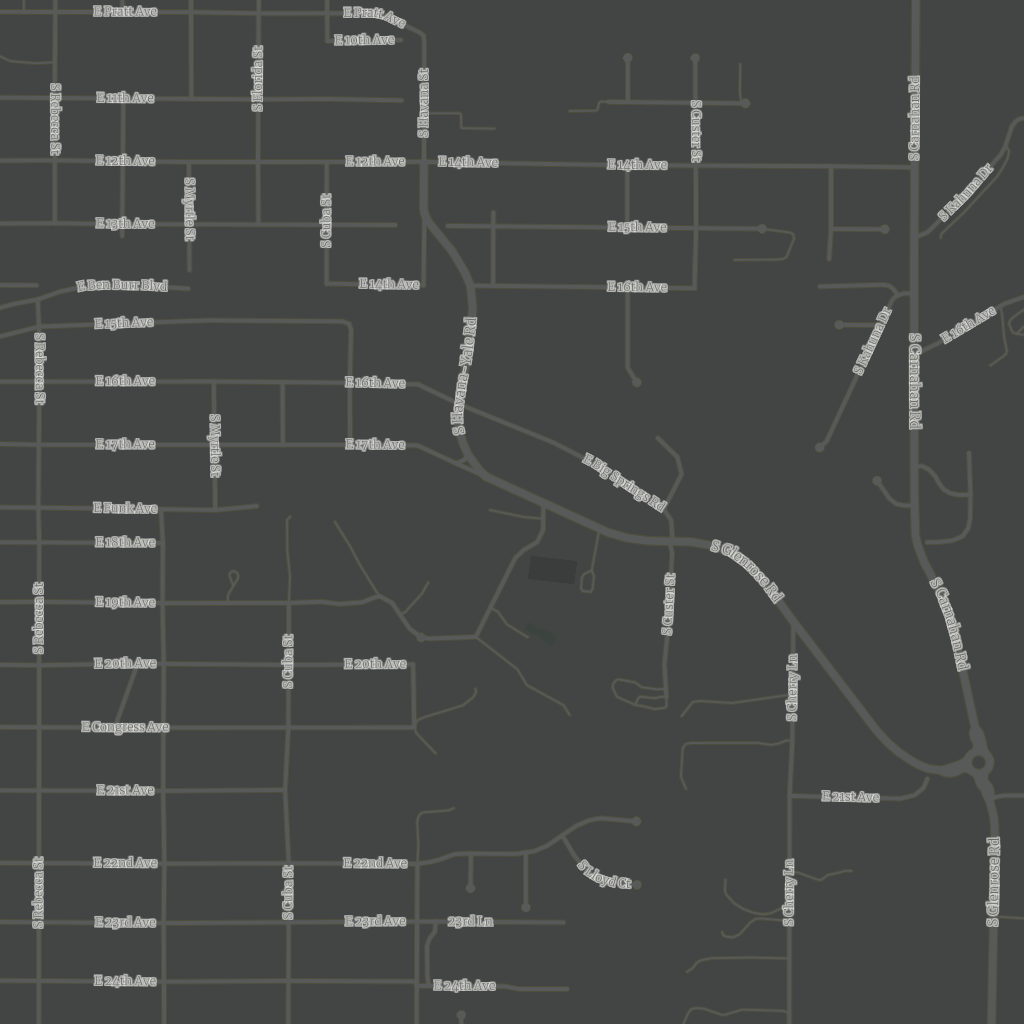 E Pratt Ave
E Pratt Ave
E 10th Ave
S Florida St
S Havana St
S Rebecca St
E 11th Ave
S Custer St
S Carnahan Rd
E 12th Ave
E 12th Ave
E 14th Ave
E 14th Ave
S Myrtle St
S Cuba St
S Kahuna Dr
E 13th Ave
E 15th Ave
E Ben Burr Blvd
E 14th Ave
E 16th Ave
E 15th Ave
S Havana-Yale Rd
S Kahuna Dr
E 16th Ave
S Rebecca St
S Carnahan Rd
E 16th Ave
E 16th Ave
S Myrtle St
E 17th Ave
E 17th Ave
E Big Springs Rd
E Funk Ave
E 18th Ave
S Glenrose Rd
S Rebecca St
E 19th Ave
S Custer St
S Carnahan Rd
S Cuba St
E 20th Ave
E 20th Ave
S Cherry Ln
E Congress Ave
E 21st Ave
E 21st Ave
E 22nd Ave
E 22nd Ave
S Lloyd Ct
S Rebecca St
S Cuba St
S Cherry Ln
S Glenrose Rd
E 23rd Ave
E 23rd Ave
23rd Ln
E 24th Ave
E 24th Ave